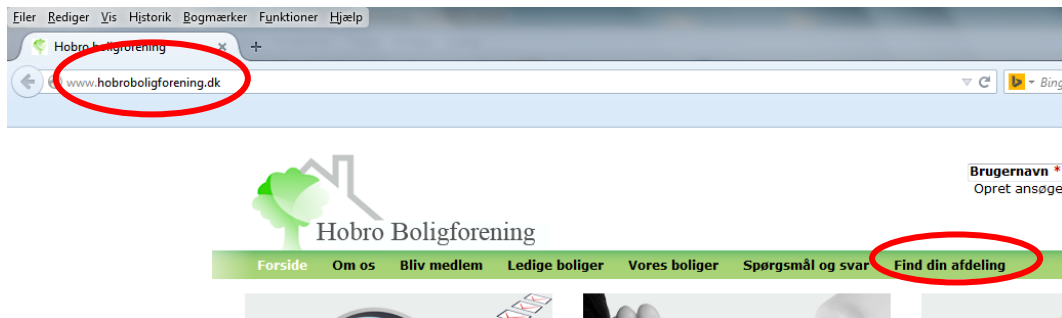 Filer Rediger Vis Historik Bogmærker Funktioner Hjælp
Hobro boligforening × +
www.hobroboligforening.dk
Bing
Brugernavn *
Opret ansøge
Hobro Boligforening
Forside Om os Bliv medlem Ledige boliger Vores boliger Spørgsmål og svar Find din afdeling